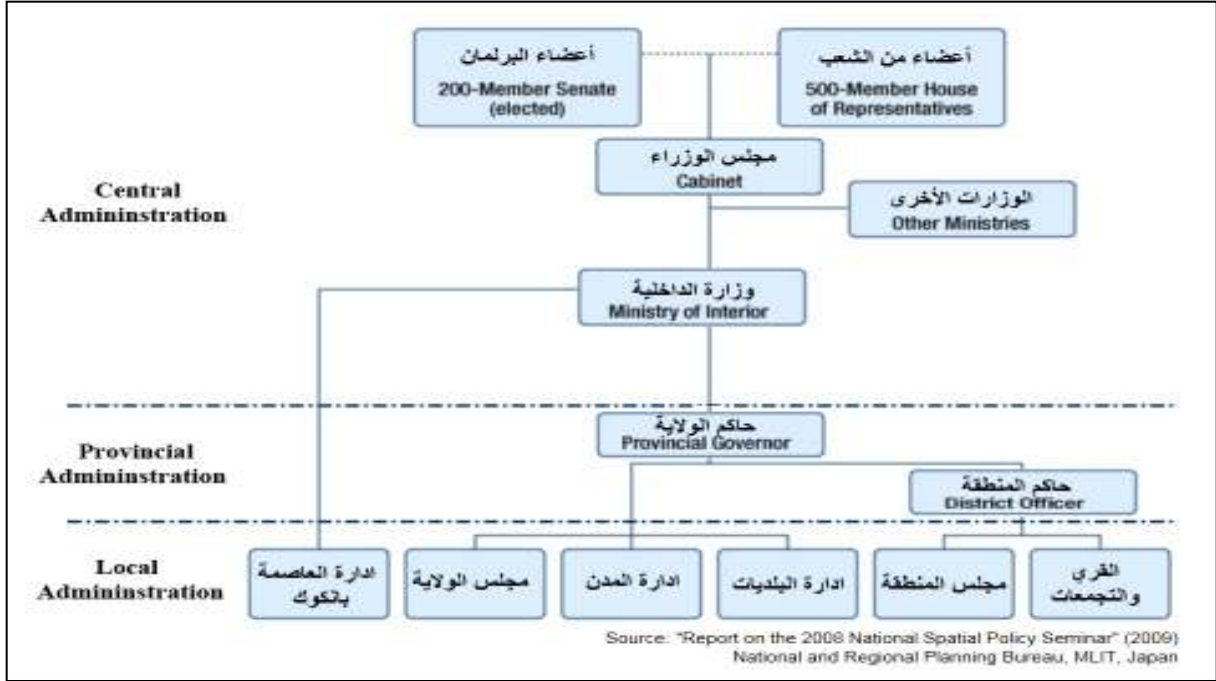 أعضاء البرلمان
200-Member Senate
(elected)
أعضاء من الشعب
500-Member House
of Representatives
مجلس الوزراء
Cabinet
Central
Admininstration
الوزارات الأخرى
Other Ministries
وزارة الداخلية
Ministry of Interior
حاكم الولاية
Provincial Governor
Provincial
Admininstration
حاكم المنطقة
District Officer
Local
Admininstration
ادارة العاصمة
بانكوك
مجلس الولاية
ادارة المدن
ادارة البلديات
مجلس المنطقة
القري
والتجمعات
Source: "Report on the 2008 National Spatial Policy Seminar" (2009)
National and Regional Planning Bureau, MLIT, Japan